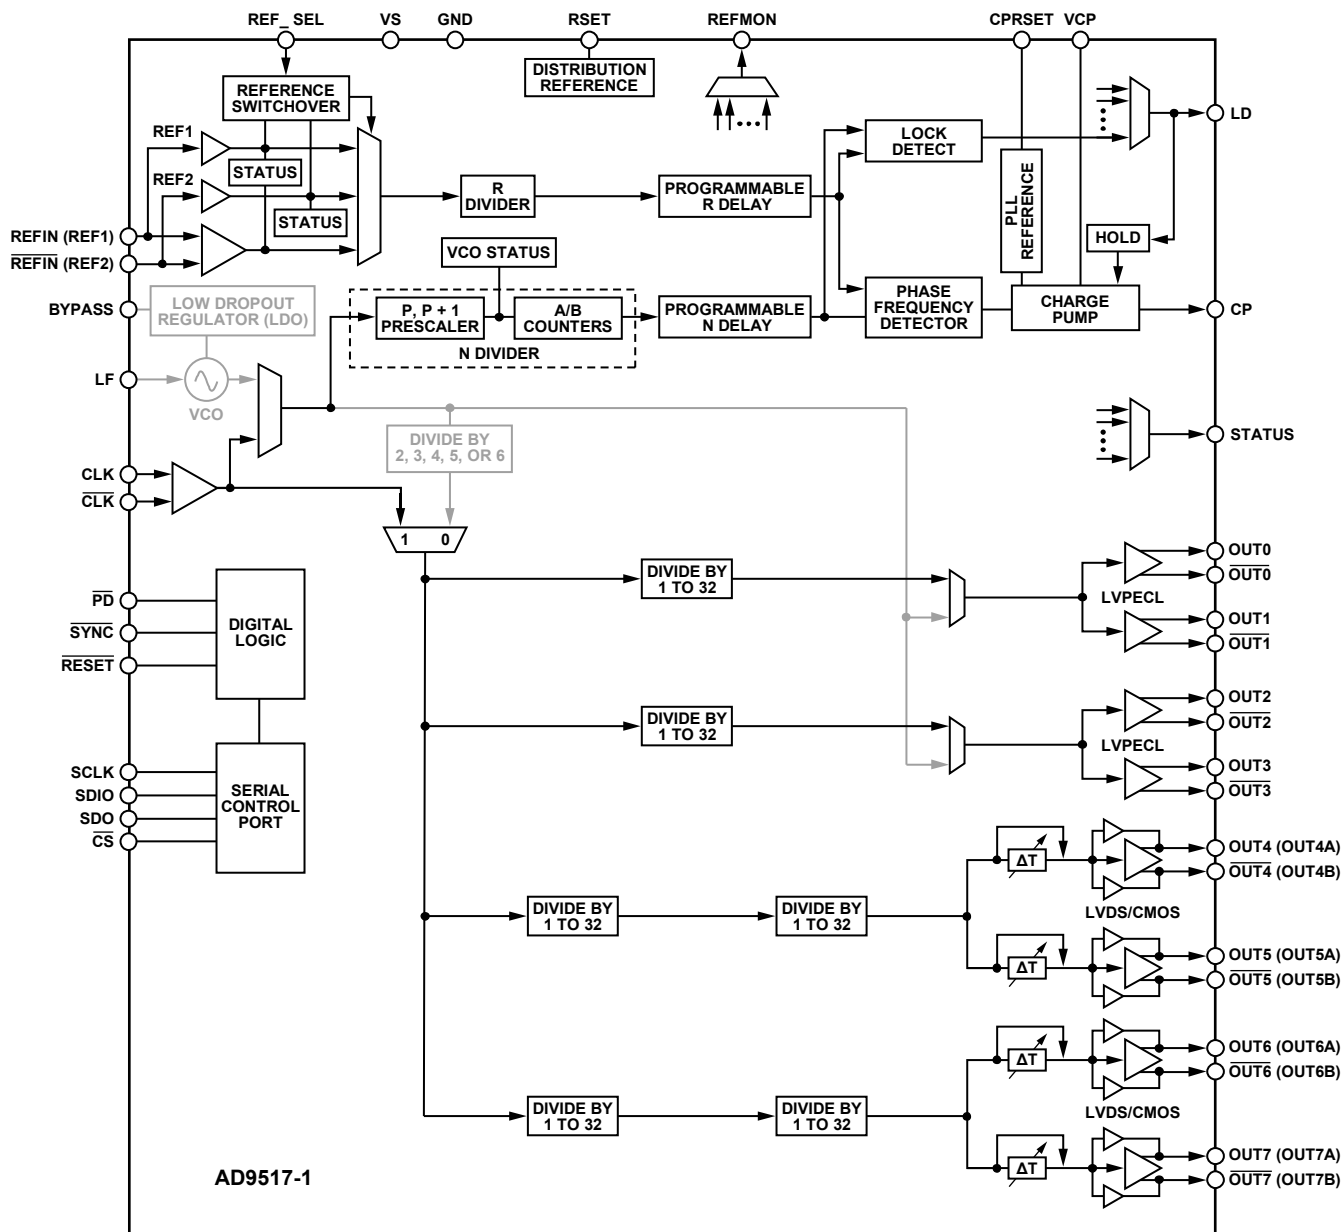 REF_ SEL
VS
GND
RSET
REFMON
CPRSET
VCP
REFERENCE
SWITCHOVER
DISTRIBUTION
REFERENCE
LD
REF1
STATUS
REF2
STATUS
R
DIVIDER
PROGRAMMABLE
R DELAY
LOCK
DETECT
PLL
REFERENCE
HOLD
REFIN (REF1)
REFIN (REF2)
VCO STATUS
BYPASS
LOW DROPOUT
REGULATOR (LDO)
P, P + 1
PRESCALER
A/B
COUNTERS
N DIVIDER
PROGRAMMABLE
N DELAY
PHASE
FREQUENCY
DETECTOR
CHARGE
PUMP
CP
LF
VCO
DIVIDE BY
2, 3, 4, 5, OR 6
STATUS
CLK
CLK
1 0
DIVIDE BY
1 TO 32
LVPECL
OUT0
OUT0
OUT1
OUT1
PD
SYNC
RESET
DIGITAL
LOGIC
DIVIDE BY
1 TO 32
LVPECL
OUT2
OUT2
OUT3
OUT3
SCLK
SDIO
SDO
CS
SERIAL
CONTROL
PORT
DIVIDE BY
1 TO 32
DIVIDE BY
1 TO 32
ΔT
ΔT
LVDS/CMOS
OUT4 (OUT4A)
OUT4 (OUT4B)
OUT5 (OUT5A)
OUT5 (OUT5B)
DIVIDE BY
1 TO 32
DIVIDE BY
1 TO 32
ΔT
ΔT
LVDS/CMOS
OUT6 (OUT6A)
OUT6 (OUT6B)
OUT7 (OUT7A)
OUT7 (OUT7B)
AD9517-1